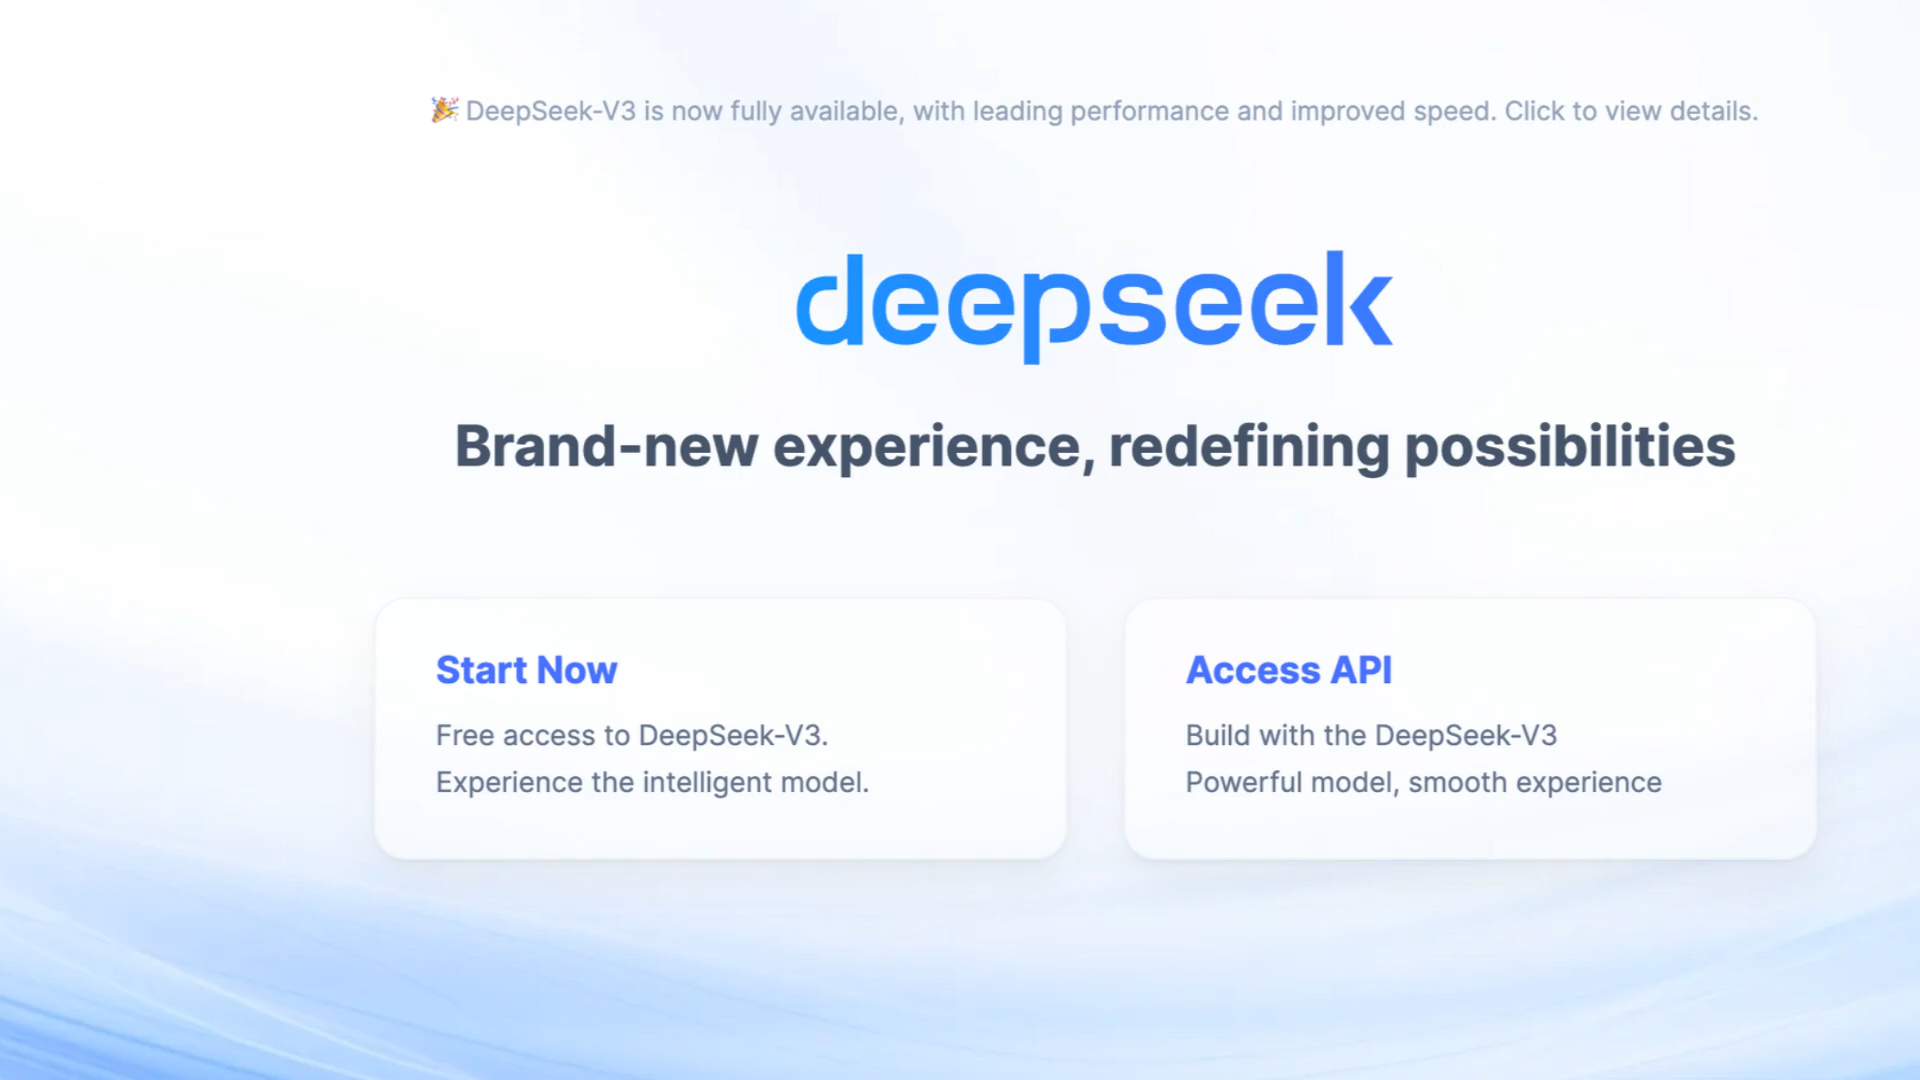 🎉 DeepSeek-V3 is now fully available, with leading performance and improved speed. Click to view details.
deepseek
Brand-new experience, redefining possibilities
Start Now
Free access to DeepSeek-V3.
Experience the intelligent model.
Access API
Build with the DeepSeek-V3
Powerful model, smooth experience